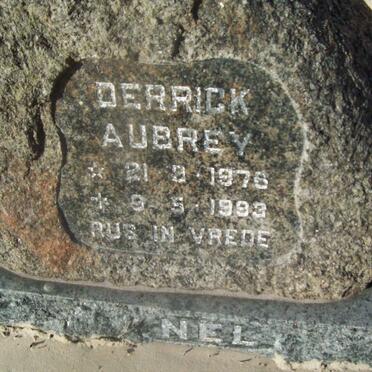 DERRICK
AUBREY
* 21 · 8 · 1976
* 9 · 5 · 1993
RUS IN VREDE
NEL